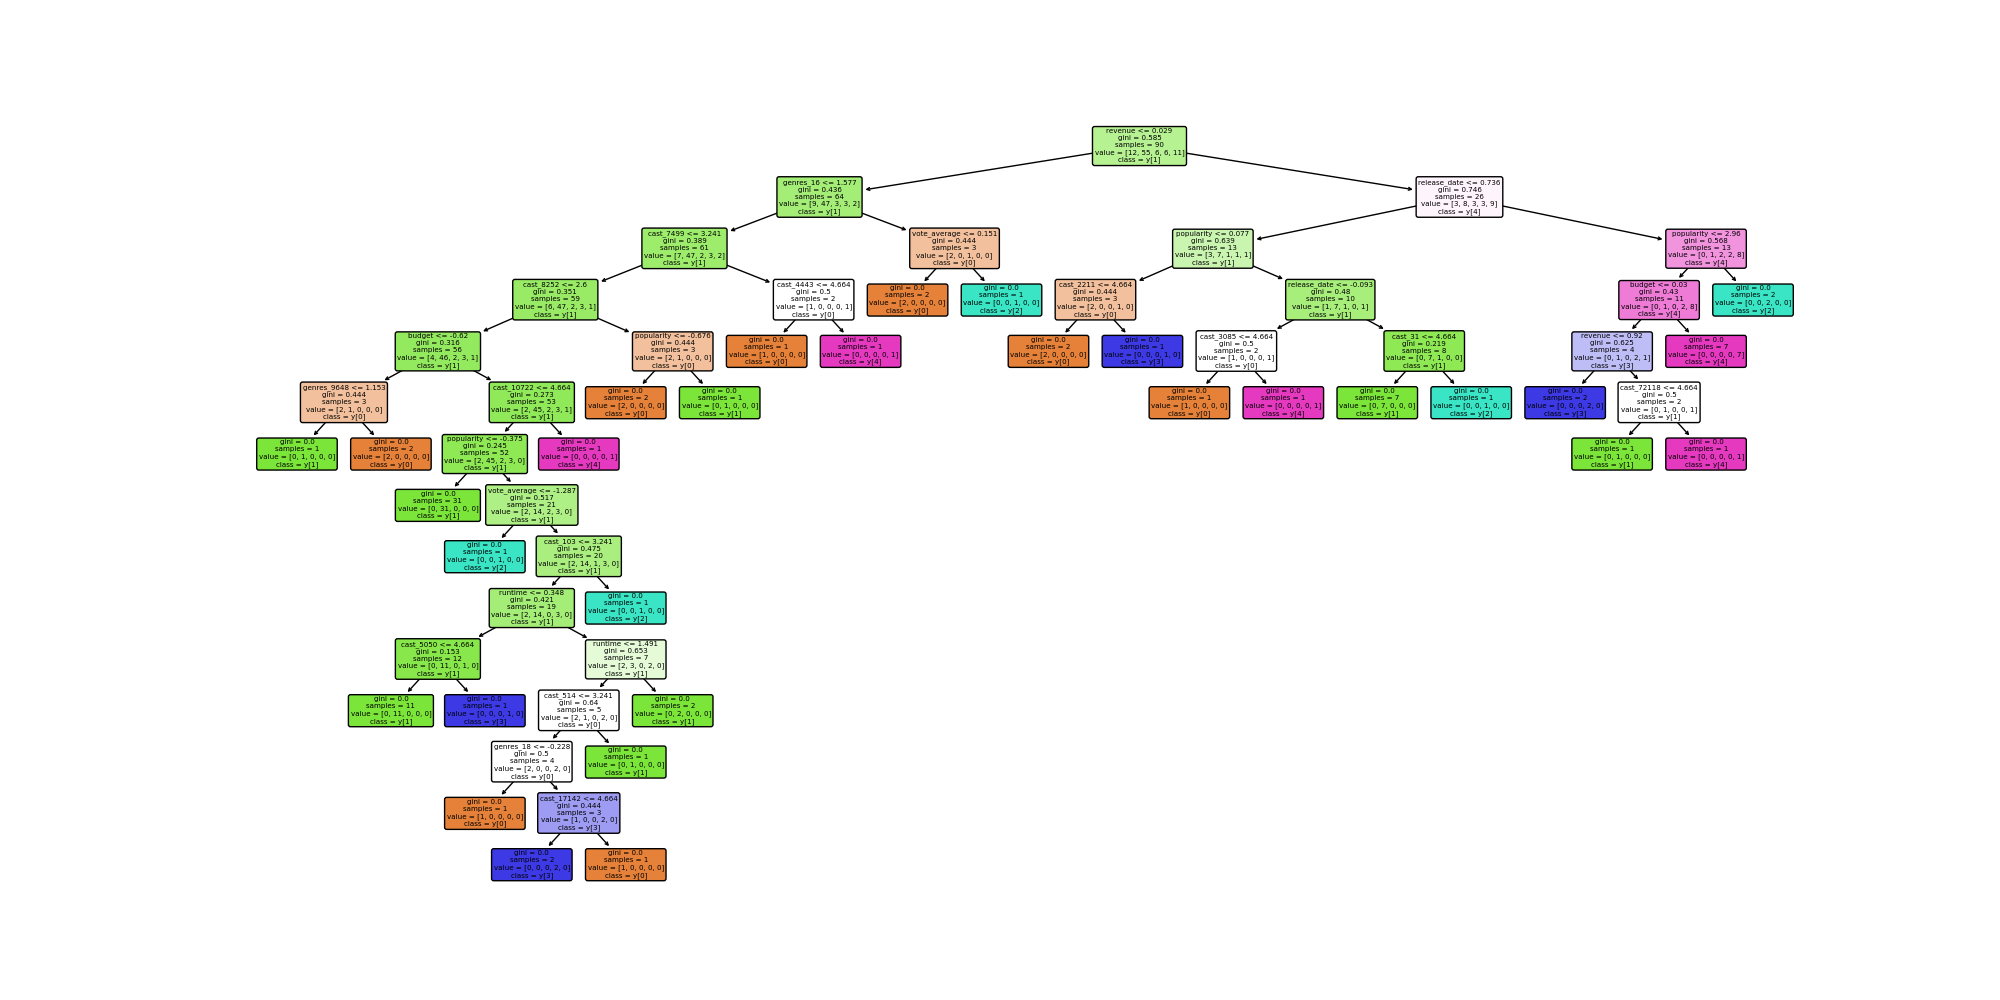 revenue <= 0.029
gini = 0.585
samples = 90
value = [12, 55, 6, 6, 11]
class = y[1]
genres_16 <= 1.577
gini = 0.436
samples = 64
value = [9, 47, 3, 3, 2]
class = y[1]
release_date <= 0.736
gini = 0.746
samples = 26
value = [3, 8, 3, 3, 9]
class = y[4]
cast_7499 <= 3.241
gini = 0.389
samples = 61
value = [7, 47, 2, 3, 2]
class = y[1]
vote_average <= 0.151
gini = 0.444
samples = 3
value = [2, 0, 1, 0, 0]
class = y[0]
popularity <= 0.077
gini = 0.639
samples = 13
value = [3, 7, 1, 1, 1]
class = y[1]
popularity <= 2.96
gini = 0.568
samples = 13
value = [0, 1, 2, 2, 8]
class = y[4]
cast_8252 <= 2.6
gini = 0.351
samples = 59
value = [6, 47, 2, 3, 1]
class = y[1]
cast_4443 <= 4.664
gini = 0.5
samples = 2
value = [1, 0, 0, 0, 1]
class = y[0]
gini = 0.0
samples = 2
value = [2, 0, 0, 0, 0]
class = y[0]
gini = 0.0
samples = 1
value = [0, 0, 1, 0, 0]
class = y[2]
cast_2211 <= 4.664
gini = 0.444
samples = 3
value = [2, 0, 0, 1, 0]
class = y[0]
release_date <= -0.093
gini = 0.48
samples = 10
value = [1, 7, 1, 0, 1]
class = y[1]
budget <= 0.03
gini = 0.43
samples = 11
value = [0, 1, 0, 2, 8]
class = y[4]
gini = 0.0
samples = 2
value = [0, 0, 2, 0, 0]
class = y[2]
budget <= -0.62
gini = 0.316
samples = 56
value = [4, 46, 2, 3, 1]
class = y[1]
popularity <= -0.676
gini = 0.444
samples = 3
value = [2, 1, 0, 0, 0]
class = y[0]
gini = 0.0
samples = 1
value = [1, 0, 0, 0, 0]
class = y[0]
gini = 0.0
samples = 1
value = [0, 0, 0, 0, 1]
class = y[4]
gini = 0.0
samples = 2
value = [2, 0, 0, 0, 0]
class = y[0]
gini = 0.0
samples = 1
value = [0, 0, 0, 1, 0]
class = y[3]
cast_3085 <= 4.664
gini = 0.5
samples = 2
value = [1, 0, 0, 0, 1]
class = y[0]
cast_31 <= 4.664
gini = 0.219
samples = 8
value = [0, 7, 1, 0, 0]
class = y[1]
revenue <= 0.92
gini = 0.625
samples = 4
value = [0, 1, 0, 2, 1]
class = y[3]
gini = 0.0
samples = 7
value = [0, 0, 0, 0, 7]
class = y[4]
genres_9648 <= 1.153
gini = 0.444
samples = 3
value = [2, 1, 0, 0, 0]
class = y[0]
cast_10722 <= 4.664
gini = 0.273
samples = 53
value = [2, 45, 2, 3, 1]
class = y[1]
gini = 0.0
samples = 2
value = [2, 0, 0, 0, 0]
class = y[0]
gini = 0.0
samples = 1
value = [0, 1, 0, 0, 0]
class = y[1]
gini = 0.0
samples = 1
value = [1, 0, 0, 0, 0]
class = y[0]
gini = 0.0
samples = 1
value = [0, 0, 0, 0, 1]
class = y[4]
gini = 0.0
samples = 7
value = [0, 7, 0, 0, 0]
class = y[1]
gini = 0.0
samples = 1
value = [0, 0, 1, 0, 0]
class = y[2]
gini = 0.0
samples = 2
value = [0, 0, 0, 2, 0]
class = y[3]
cast_72118 <= 4.664
gini = 0.5
samples = 2
value = [0, 1, 0, 0, 1]
class = y[1]
gini = 0.0
samples = 1
value = [0, 1, 0, 0, 0]
class = y[1]
gini = 0.0
samples = 2
value = [2, 0, 0, 0, 0]
class = y[0]
popularity <= -0.375
gini = 0.245
samples = 52
value = [2, 45, 2, 3, 0]
class = y[1]
gini = 0.0
samples = 1
value = [0, 0, 0, 0, 1]
class = y[4]
gini = 0.0
samples = 1
value = [0, 1, 0, 0, 0]
class = y[1]
gini = 0.0
samples = 1
value = [0, 0, 0, 0, 1]
class = y[4]
gini = 0.0
samples = 31
value = [0, 31, 0, 0, 0]
class = y[1]
vote_average <= -1.287
gini = 0.517
samples = 21
value = [2, 14, 2, 3, 0]
class = y[1]
gini = 0.0
samples = 1
value = [0, 0, 1, 0, 0]
class = y[2]
cast_103 <= 3.241
gini = 0.475
samples = 20
value = [2, 14, 1, 3, 0]
class = y[1]
runtime <= 0.348
gini = 0.421
samples = 19
value = [2, 14, 0, 3, 0]
class = y[1]
gini = 0.0
samples = 1
value = [0, 0, 1, 0, 0]
class = y[2]
cast_5050 <= 4.664
gini = 0.153
samples = 12
value = [0, 11, 0, 1, 0]
class = y[1]
runtime <= 1.491
gini = 0.653
samples = 7
value = [2, 3, 0, 2, 0]
class = y[1]
gini = 0.0
samples = 11
value = [0, 11, 0, 0, 0]
class = y[1]
gini = 0.0
samples = 1
value = [0, 0, 0, 1, 0]
class = y[3]
cast_514 <= 3.241
gini = 0.64
samples = 5
value = [2, 1, 0, 2, 0]
class = y[0]
gini = 0.0
samples = 2
value = [0, 2, 0, 0, 0]
class = y[1]
genres_18 <= -0.228
gini = 0.5
samples = 4
value = [2, 0, 0, 2, 0]
class = y[0]
gini = 0.0
samples = 1
value = [0, 1, 0, 0, 0]
class = y[1]
gini = 0.0
samples = 1
value = [1, 0, 0, 0, 0]
class = y[0]
cast_17142 <= 4.664
gini = 0.444
samples = 3
value = [1, 0, 0, 2, 0]
class = y[3]
gini = 0.0
samples = 2
value = [0, 0, 0, 2, 0]
class = y[3]
gini = 0.0
samples = 1
value = [1, 0, 0, 0, 0]
class = y[0]